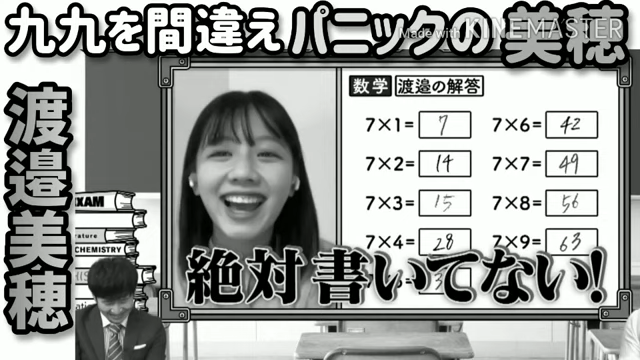 九九を間違えパニックの美穂
Made with KINEMASTER
渡邉美穂
数学 渡邉の解答
7×1= 7 7×6= 42
7×2= 14 7×7= 49
7×3= 15 7×8= 56
7×4= 28 7×9= 63
3
絶対書いてない!
EXAM
CHEMISTRY